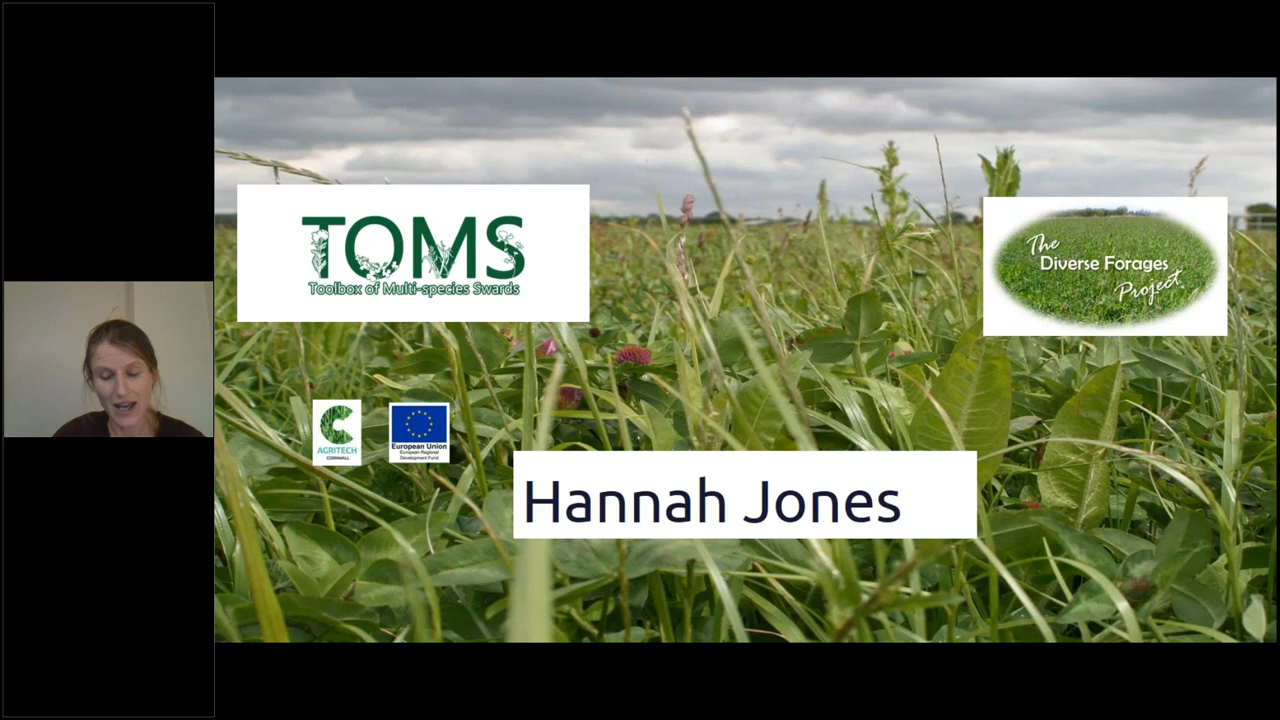 TOMS
Toolbox of Multi-species Swards
The
Diverse Forages
Project
AGRITECH
CORNWALL
European Union
European Regional
Development Fund
Hannah Jones